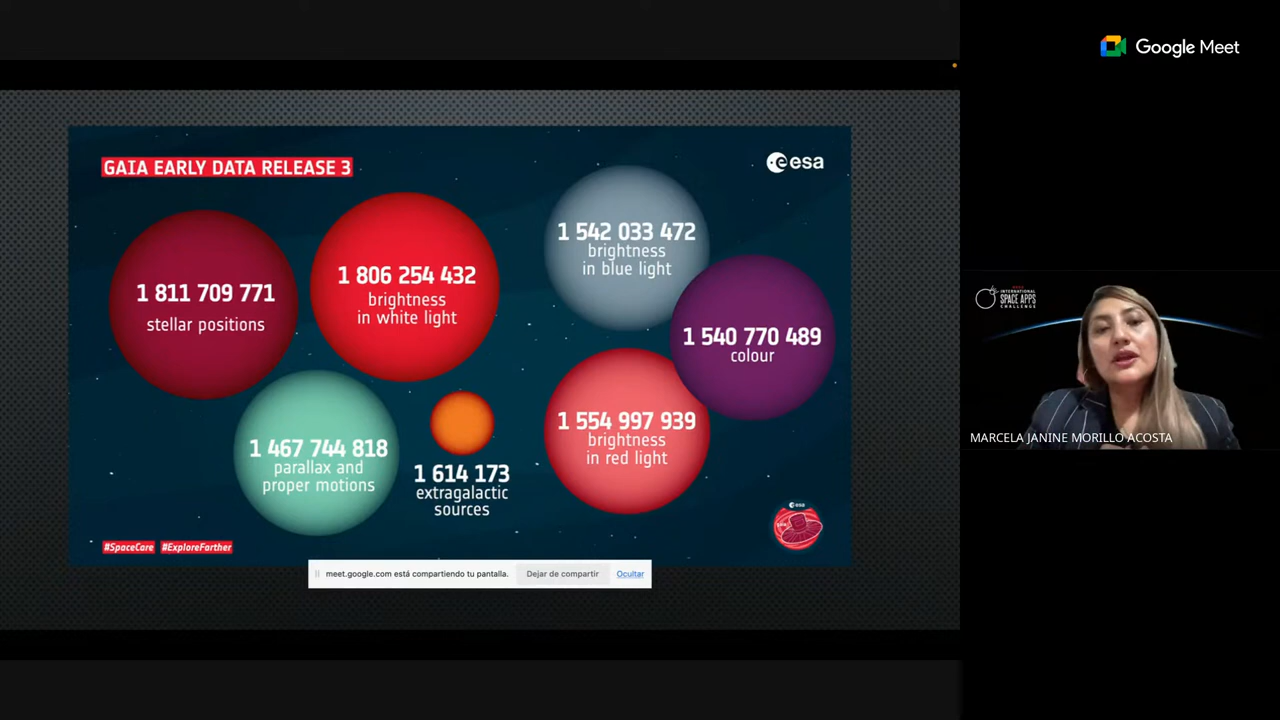 Google Meet
GAIA EARLY DATA RELEASE 3
esa
1 811 709 771
stellar positions
1 806 254 432
brightness
in white light
1 542 033 472
brightness
in blue light
1 540 770 489
colour
1 467 744 818
parallax and
proper motions
1 614 173
extragalactic
sources
1 554 997 939
brightness
in red light
esa
#SpaceCare #ExploreFarther
meet.google.com está compartiendo tu pantalla. Dejar de compartir Ocultar
INTERNATIONAL
SPACE APPS
CHALLENGE
MARCELA JANINE MORILLO ACOSTA